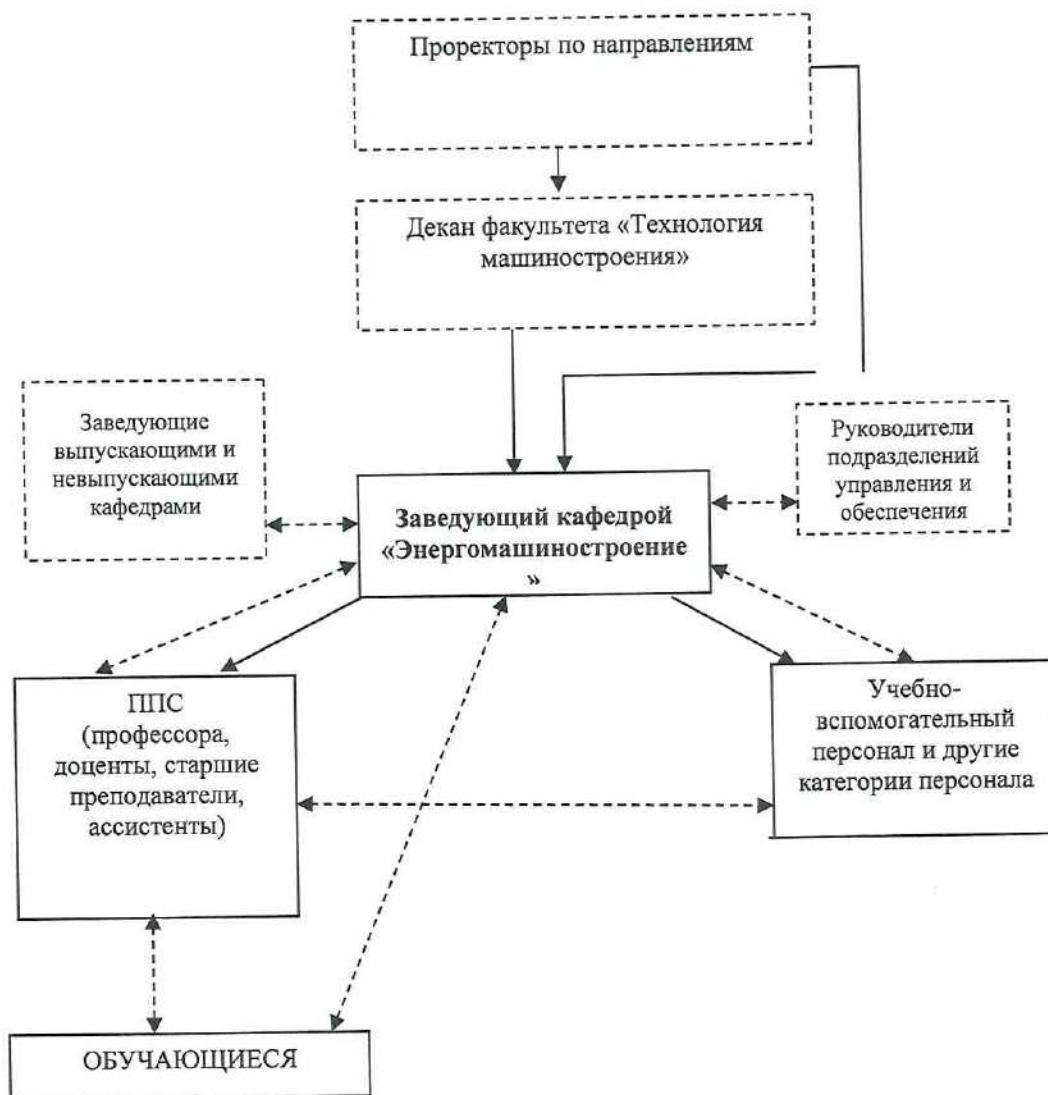 Проректоры по направлениям
Декан факультета «Технология
машиностроения»
Заведующие
выпускающими и
невыпускающими
кафедрами
Руководители
подразделений
управления и
обеспечения
Заведующий кафедрой
«Энергомашиностроение
»
ППС
(профессора,
доценты, старшие
преподаватели,
ассистенты)
Учебно-
вспомогательный
персонал и другие
категории персонала
ОБУЧАЮЩИЕСЯ